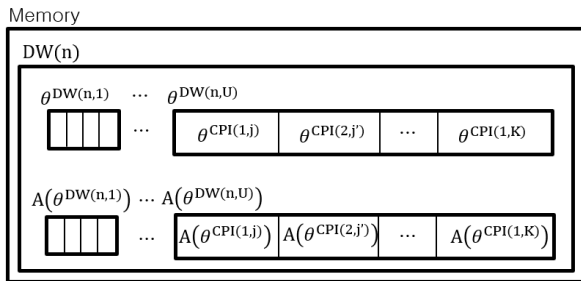 Memory
DW(n)
θ^DW(n,1) ⋯ θ^DW(n,U)
⋯ θ^CPI(1,j) θ^CPI(2,j') ⋯ θ^CPI(1,K)
A(θ^DW(n,1)) ⋯ A(θ^DW(n,U))
⋯ A(θ^CPI(1,j)) A(θ^CPI(2,j')) ⋯ A(θ^CPI(1,K))